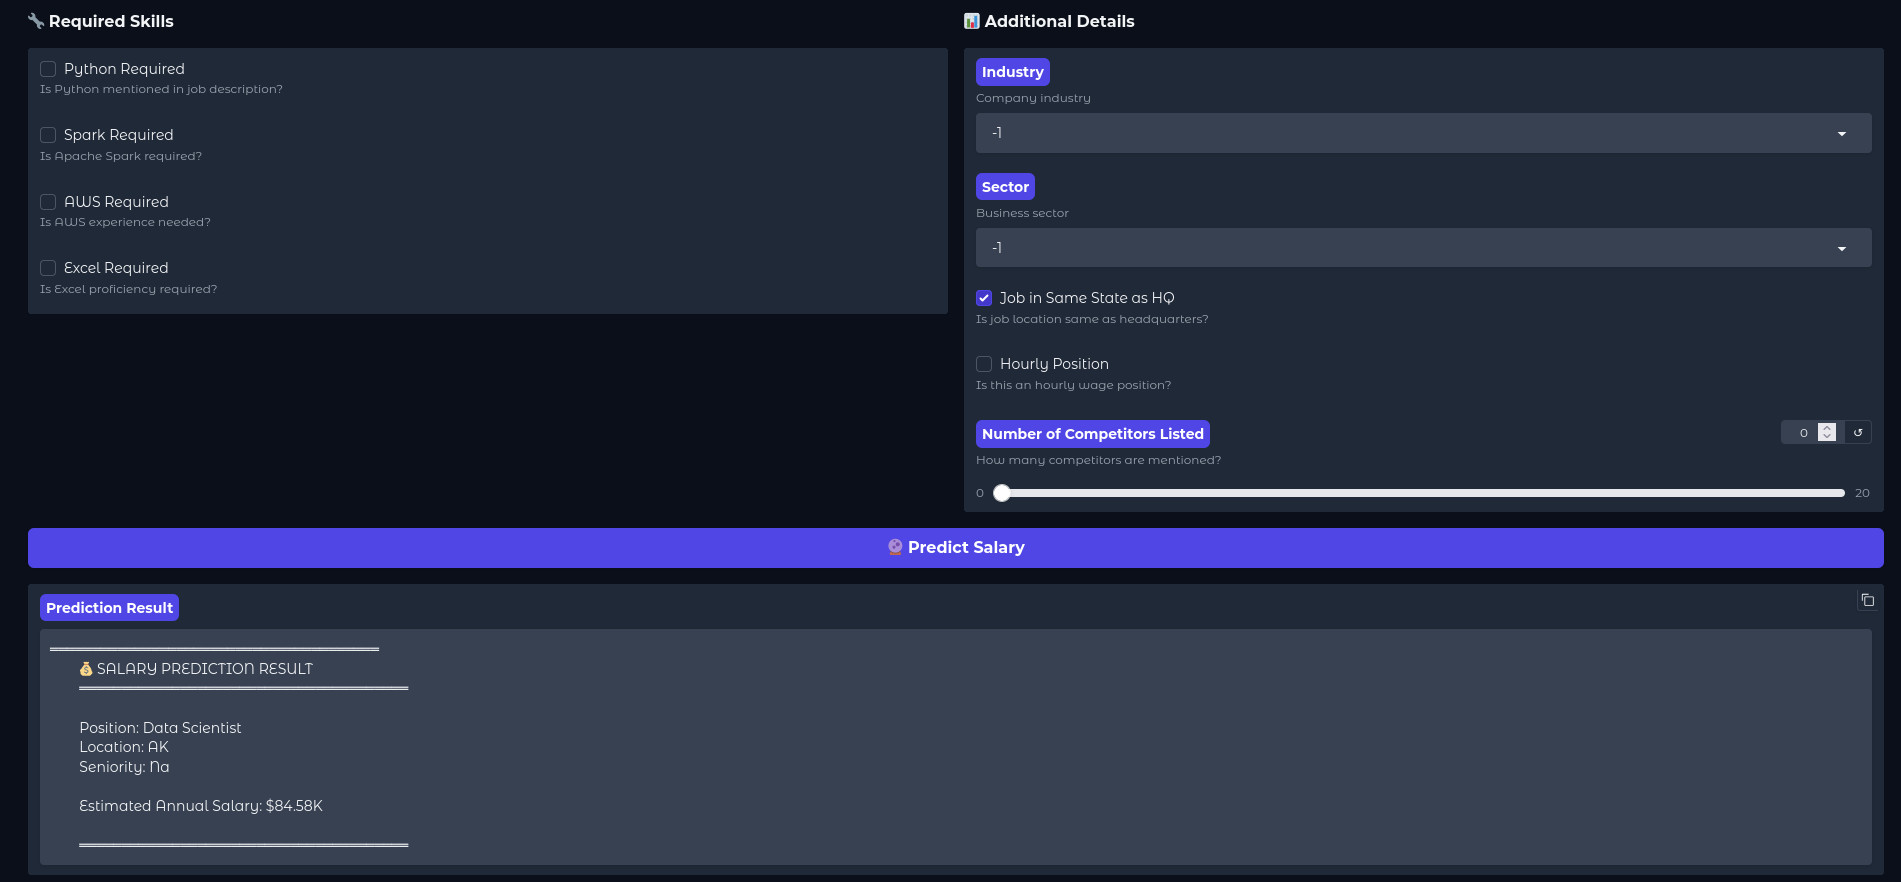 🔧 Required Skills
Python Required
Is Python mentioned in job description?
Spark Required
Is Apache Spark required?
AWS Required
Is AWS experience needed?
Excel Required
Is Excel proficiency required?
📊 Additional Details
Industry
Company industry
-1
Sector
Business sector
-1
Job in Same State as HQ
Is job location same as headquarters?
Hourly Position
Is this an hourly wage position?
Number of Competitors Listed
0
How many competitors are mentioned?
0 20
🔮 Predict Salary
Prediction Result
💰 SALARY PREDICTION RESULT
Position: Data Scientist
Location: AK
Seniority: Na
Estimated Annual Salary: $84.58K